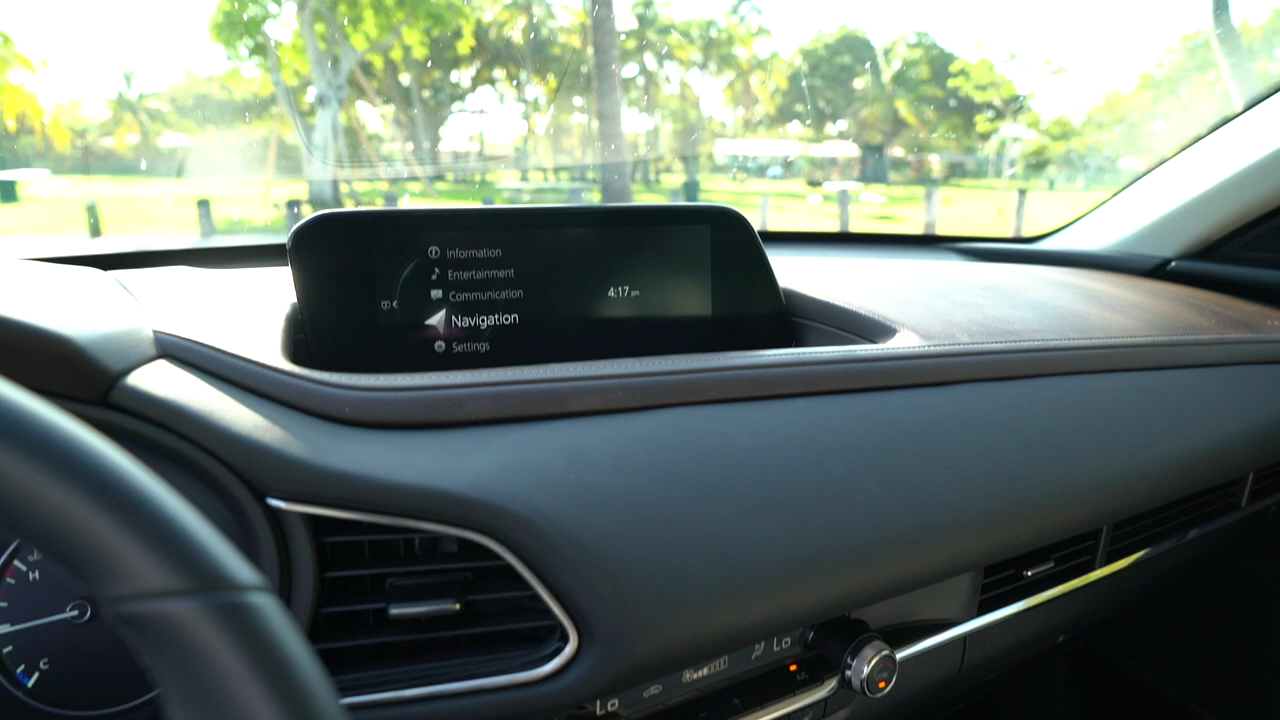 Information
Entertainment
Communication
4:17 pm
Navigation
Settings
H
C
Lo
Lo